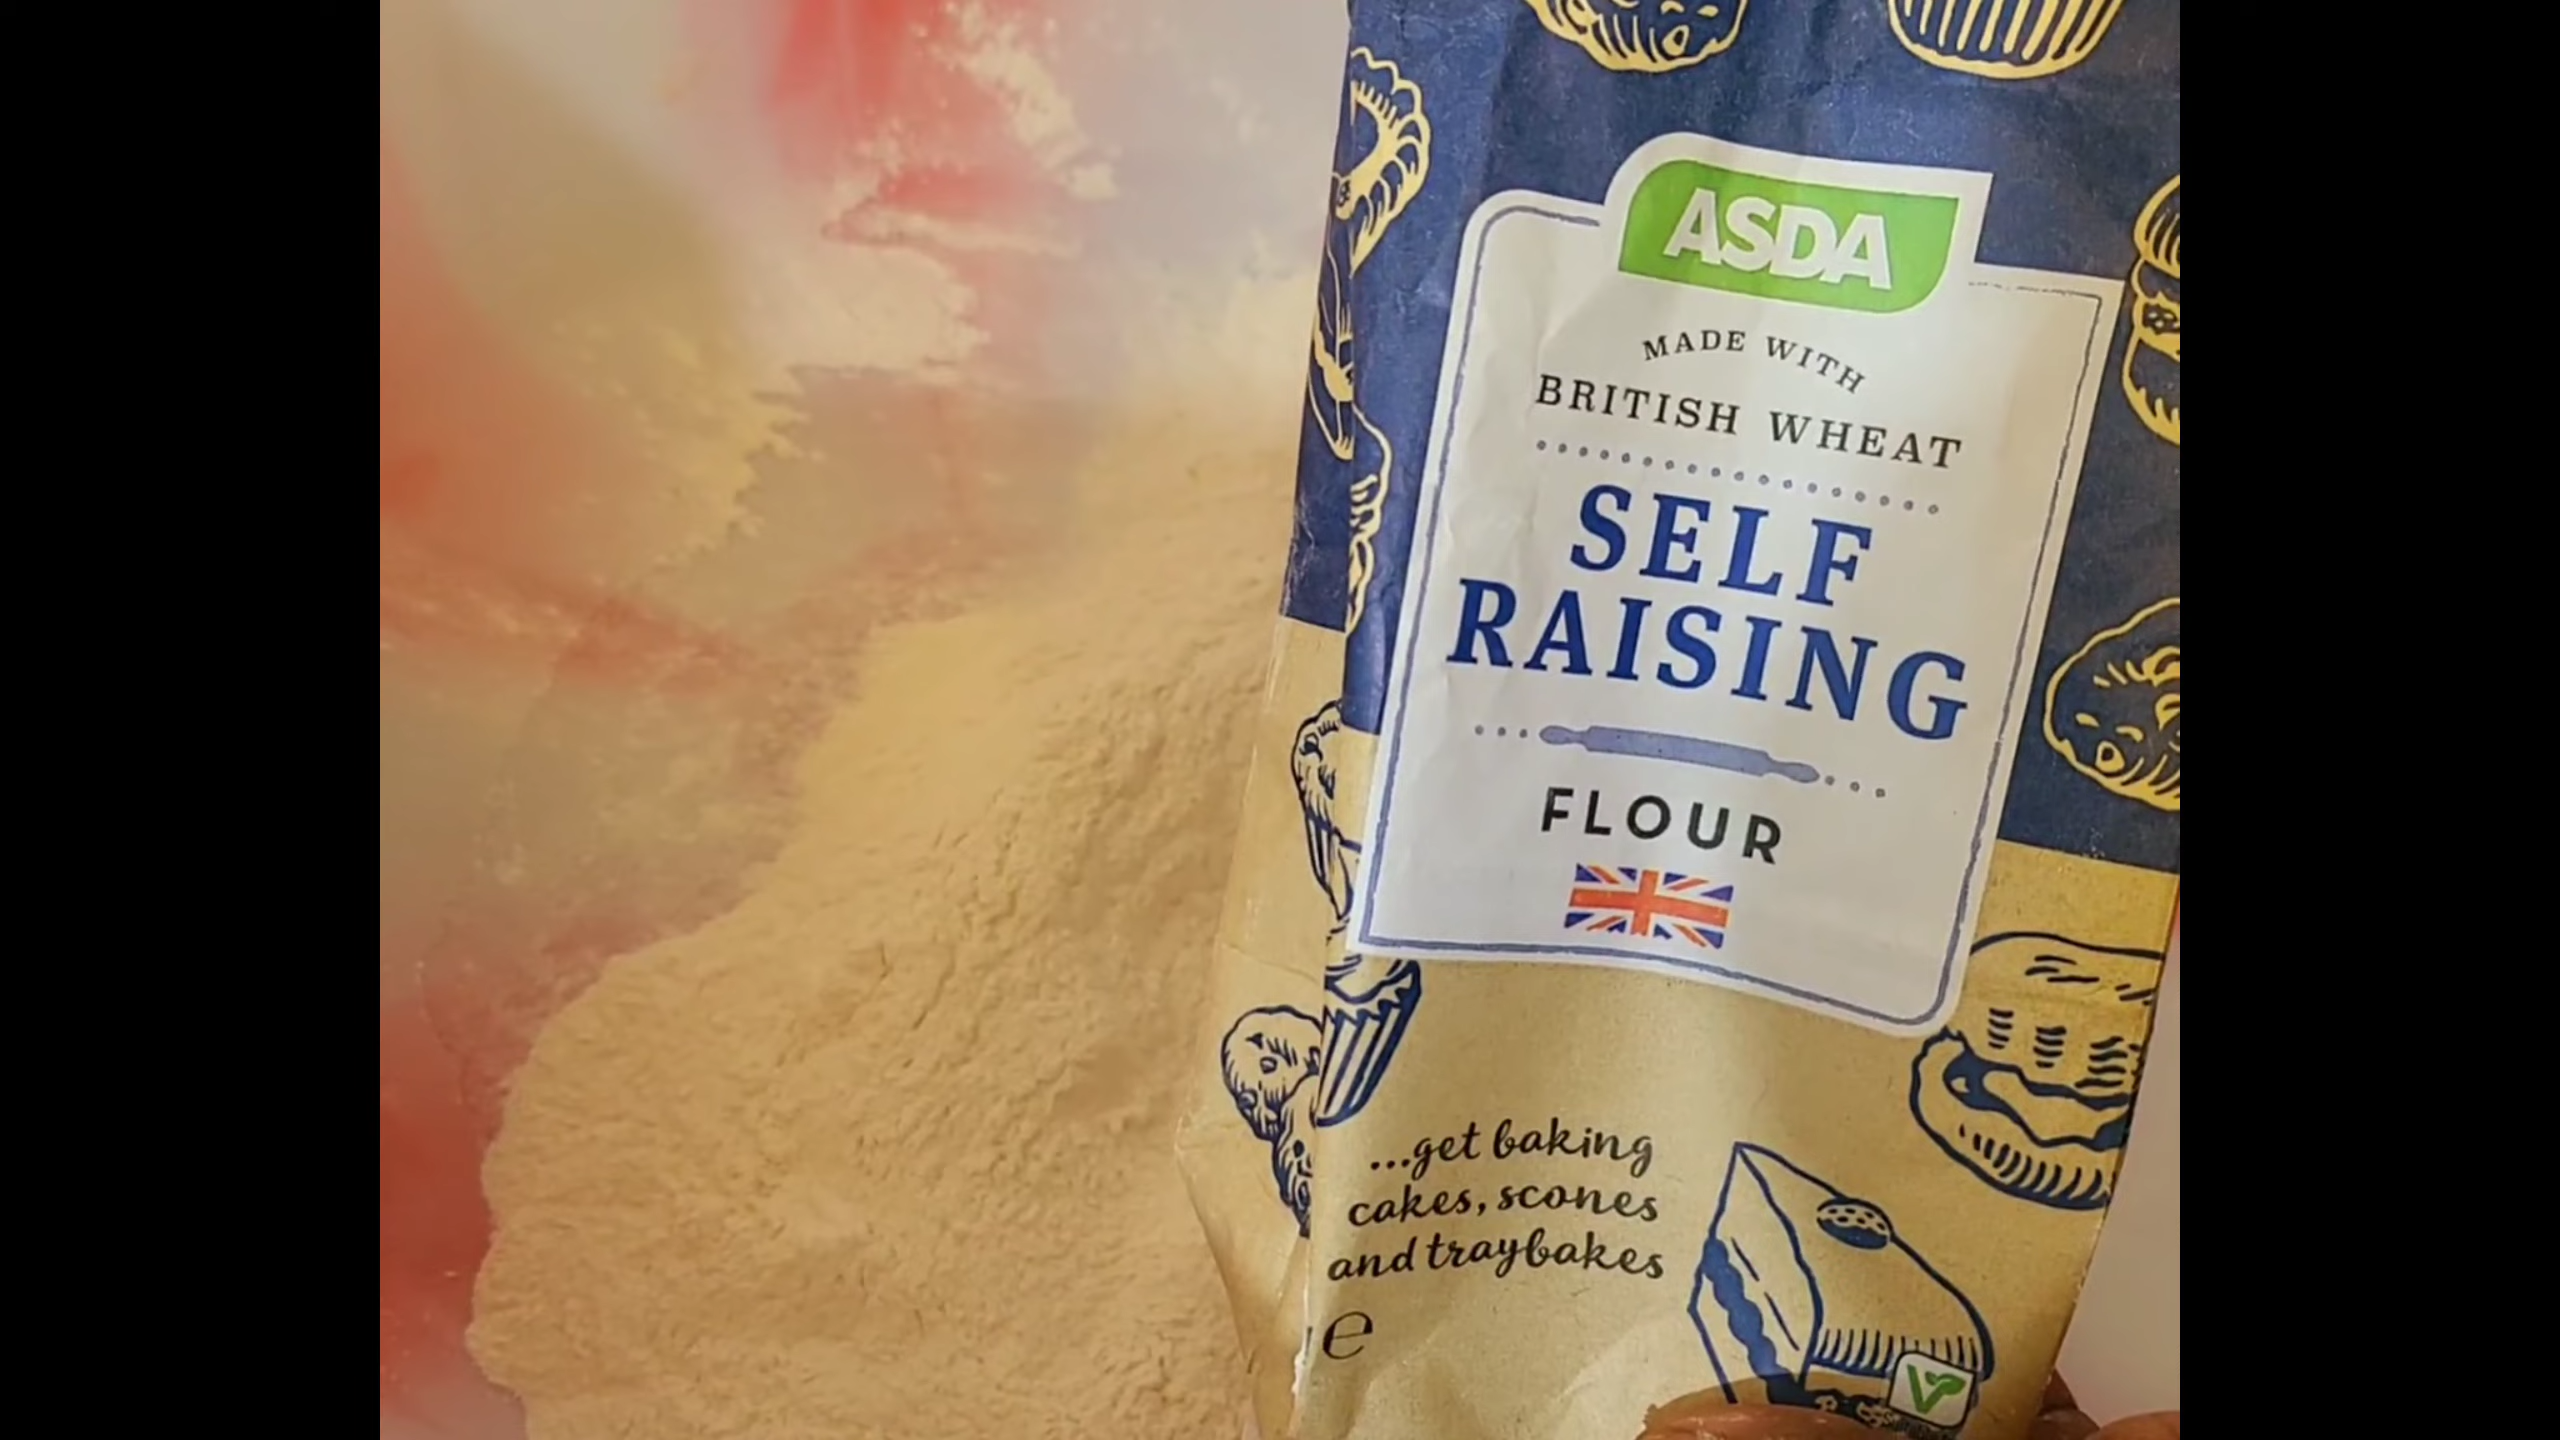 ASDA
MADE WITH
BRITISH WHEAT
SELF
RAISING
FLOUR
...get baking
cakes, scones
and traybakes
e